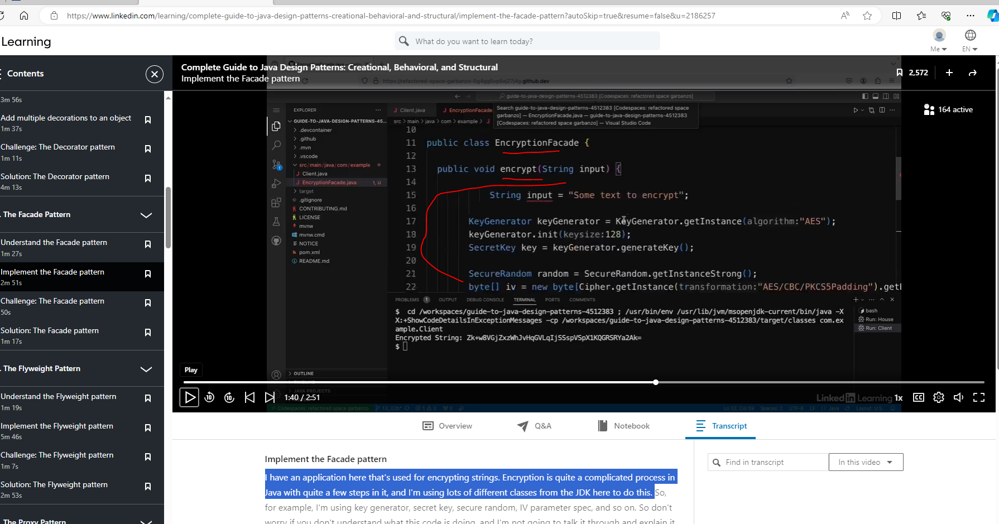 https://www.linkedin.com/learning/complete-guide-to-java-design-patterns-creational-behavioral-and-structural/implement-the-facade-pattern?autoSkip=true&resume=false&u=2186257
Learning
What do you want to learn today?
Me
EN
Contents
3m 56s
Add multiple decorations to an object
1m 37s
Challenge: The Decorator pattern
1m 11s
Solution: The Decorator pattern
4m 13s
. The Facade Pattern
Understand the Facade pattern
1m 27s
Implement the Facade pattern
2m 51s
Challenge: The Facade pattern
50s
Solution: The Facade pattern
1m 17s
. The Flyweight Pattern
Understand the Flyweight pattern
1m 19s
Implement the Flyweight pattern
5m 46s
Challenge: The Flyweight pattern
1m 7s
Solution: The Flyweight pattern
2m 53s
The Proxy Pattern
Complete Guide to Java Design Patterns: Creational, Behavioral, and Structural
Implement the Facade pattern
2,572
164 active
guide-to-java-design-patterns-4512383 [Codespaces: refactored space garbanzo]
EXPLORER
GUIDE-TO-JAVA-DESIGN-PATTERNS-45...
.devcontainer
.github
.mvn
.vscode
src/main/java/com/example
Client.java
EncryptionFacade.java 1, U
target
.gitignore
CONTRIBUTING.md
LICENSE
mvnw
mvnw.cmd
NOTICE
pom.xml
README.md
OUTLINE
JAVA PROJECTS
Client.java
EncryptionFacade
src > main > java > com > example >
Search guide-to-java-design-patterns-4512383 [Codespaces: refactored space
garbanzo] — EncryptionFacade.java — guide-to-java-design-patterns-4512383
[Codespaces: refactored space garbanzo] — Visual Studio Code
10
11 public class EncryptionFacade {
12
13 public void encrypt(String input) {
14
15 String input = "Some text to encrypt";
16
17 KeyGenerator keyGenerator = KeyGenerator.getInstance(algorithm:"AES");
18 keyGenerator.init(keysize:128);
19 SecretKey key = keyGenerator.generateKey();
20
21 SecureRandom random = SecureRandom.getInstanceStrong();
22 byte[] iv = new byte[Cipher.getInstance(transformation:"AES/CBC/PKCS5Padding").getB
PROBLEMS 1 OUTPUT DEBUG CONSOLE TERMINAL PORTS COMMENTS
$ cd /workspaces/guide-to-java-design-patterns-4512383 ; /usr/bin/env /usr/lib/jvm/msopenjdk-current/bin/java -X
X:+ShowCodeDetailsInExceptionMessages -cp /workspaces/guide-to-java-design-patterns-4512383/target/classes com.ex
ample.Client
Encrypted String: Zk+w8VGjZxzWhJvHqGVLqIjSSspVSpX1KQGRSRYa2Ak=
$
bash
Run: House
Run: Client
Play
1:40 / 2:51
LinkedIn Learning
1x
CC
Overview
Q&A
Notebook
Transcript
Implement the Facade pattern
I have an application here that's used for encrypting strings. Encryption is quite a complicated process in
Java with quite a few steps in it, and I'm using lots of different classes from the JDK here to do this. So,
for example, I'm using key generator, secret key, secure random, IV parameter spec, and so on. So don't
worry if you don't understand what this code is doing, and I'm not going to talk it through and explain it
Find in transcript
In this video